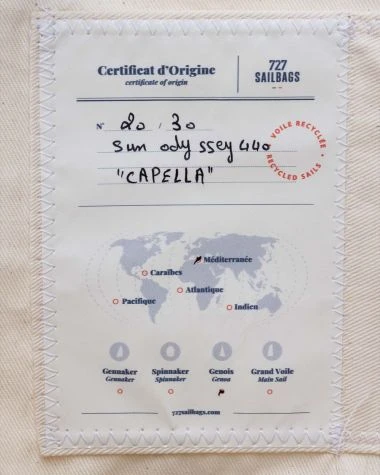 Certificat d'Origine
certificate of origin
727
SAILBAGS
N° 20 / 30
Sun odyssey 440
"CAPELLA"
VOILE RECYCLÉE • RECYCLED SAILS •
Méditerranée
Caraïbes
Atlantique
Pacifique
Indien
Gennaker
Gennaker
Spinnaker
Spinnaker
Genois
Genoa
Grand Voile
Main Sail
727sailbags.com